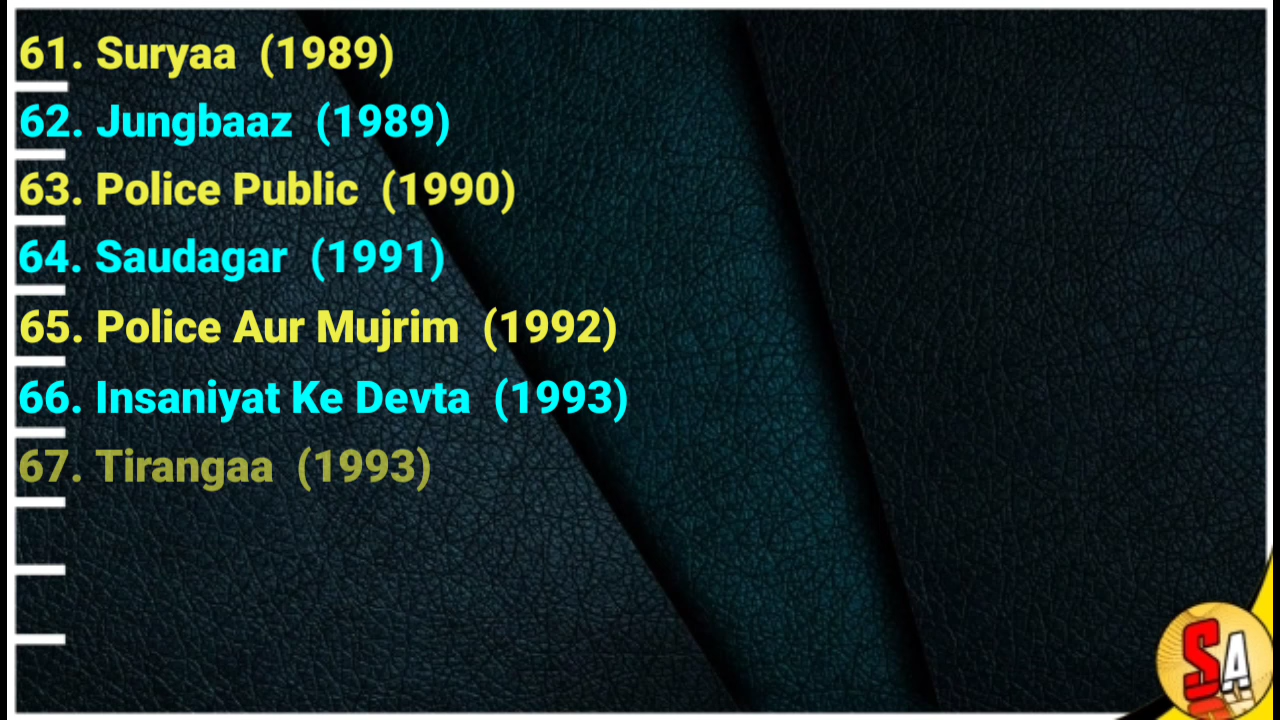 61. Suryaa (1989)
62. Jungbaaz (1989)
63. Police Public (1990)
64. Saudagar (1991)
65. Police Aur Mujrim (1992)
66. Insaniyat Ke Devta (1993)
67. Tirangaa (1993)
SA